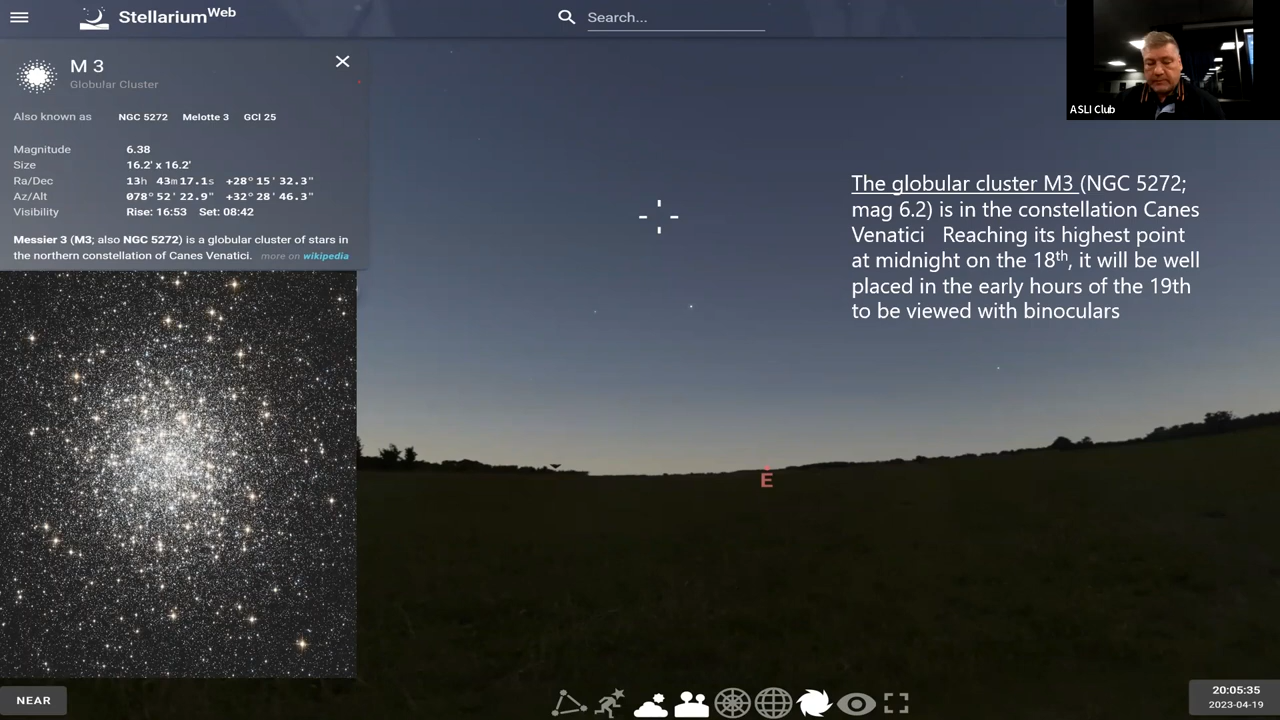 StellariumWeb
Search...
M 3
Globular Cluster
Also known as NGC 5272 Melotte 3 GCl 25
Magnitude 6.38
Size 16.2' x 16.2'
Ra/Dec 13h 43m17.1s +28°15'32.3"
Az/Alt 078°52'22.9" +32°28'46.3"
Visibility Rise: 16:53 Set: 08:42
Messier 3 (M3; also NGC 5272) is a globular cluster of stars in
the northern constellation of Canes Venatici. more on wikipedia
ASLI Club
The globular cluster M3 (NGC 5272;
mag 6.2) is in the constellation Canes
Venatici Reaching its highest point
at midnight on the 18th, it will be well
placed in the early hours of the 19th
to be viewed with binoculars
E
NEAR
20:05:35
2023-04-19